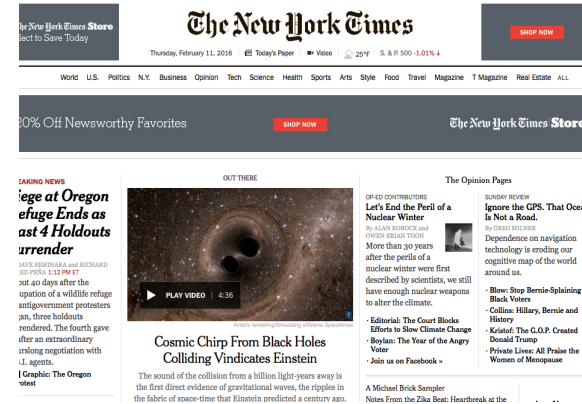 The New York Times Store
lect to Save Today
The New York Times
SHOP NOW
Thursday, February 11, 2016
Today's Paper
Video
25°F
S. & P. 500 -1.01% ↓
World U.S. Politics N.Y. Business Opinion Tech Science Health Sports Arts Style Food Travel Magazine T Magazine Real Estate ALL
20% Off Newsworthy Favorites
SHOP NOW
The New York Times Store
EAKING NEWS
iege at Oregon
efuge Ends as
ast 4 Holdouts
urrender
AVE SEMINARA and RICHARD
EZ-PEÑA 1:12 PM ET
out 40 days after the
upation of a wildlife refuge
antigovernment protesters
an, three holdouts
rendered. The fourth gave
after an extraordinary
urslong negotiation with
.I. agents.
Graphic: The Oregon
rotest
OUT THERE
PLAY VIDEO 4:36
Artist's rendering/Simulating eXtreme Spacetimes
Cosmic Chirp From Black Holes
Colliding Vindicates Einstein
The sound of the collision from a billion light-years away is
the first direct evidence of gravitational waves, the ripples in
the fabric of space-time that Einstein predicted a century ago.
The Opinion Pages
OP-ED CONTRIBUTORS
Let's End the Peril of a
Nuclear Winter
By ALAN ROBOCK and
OWEN BRIAN TOON
More than 30 years
after the perils of a
nuclear winter were first
described by scientists, we still
have enough nuclear weapons
to alter the climate.
· Editorial: The Court Blocks
Efforts to Slow Climate Change
· Boylan: The Year of the Angry
Voter
· Join us on Facebook »
SUNDAY REVIEW
Ignore the GPS. That Ocea
Is Not a Road.
By GREG MILNER
Dependence on navigation
technology is eroding our
cognitive map of the world
around us.
· Blow: Stop Bernie-Splaining
Black Voters
· Collins: Hillary, Bernie and
History
· Kristof: The G.O.P. Created
Donald Trump
· Private Lives: All Praise the
Women of Menopause
A Michael Brick Sampler
Notes From the Zika Beat: Heartbreak at the